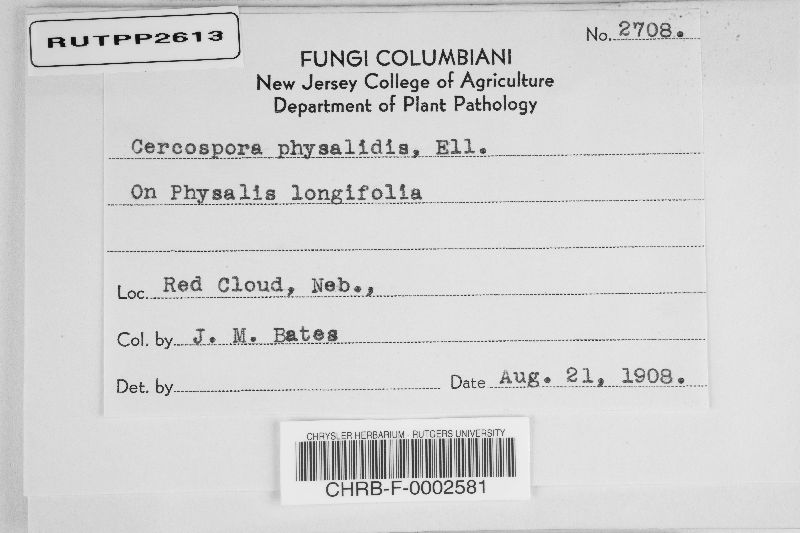 RUTPP2613
No. 2708.
FUNGI COLUMBIANI
New Jersey College of Agriculture
Department of Plant Pathology
Cercospora physalidis, Ell.
On Physalis longifolia
Loc. Red Cloud, Neb.,
Col. by J. M. Bates
Det. by Date Aug. 21, 1908.
CHRYSLER HERBARIUM - RUTGERS UNIVERSITY
CHRB-F-0002581